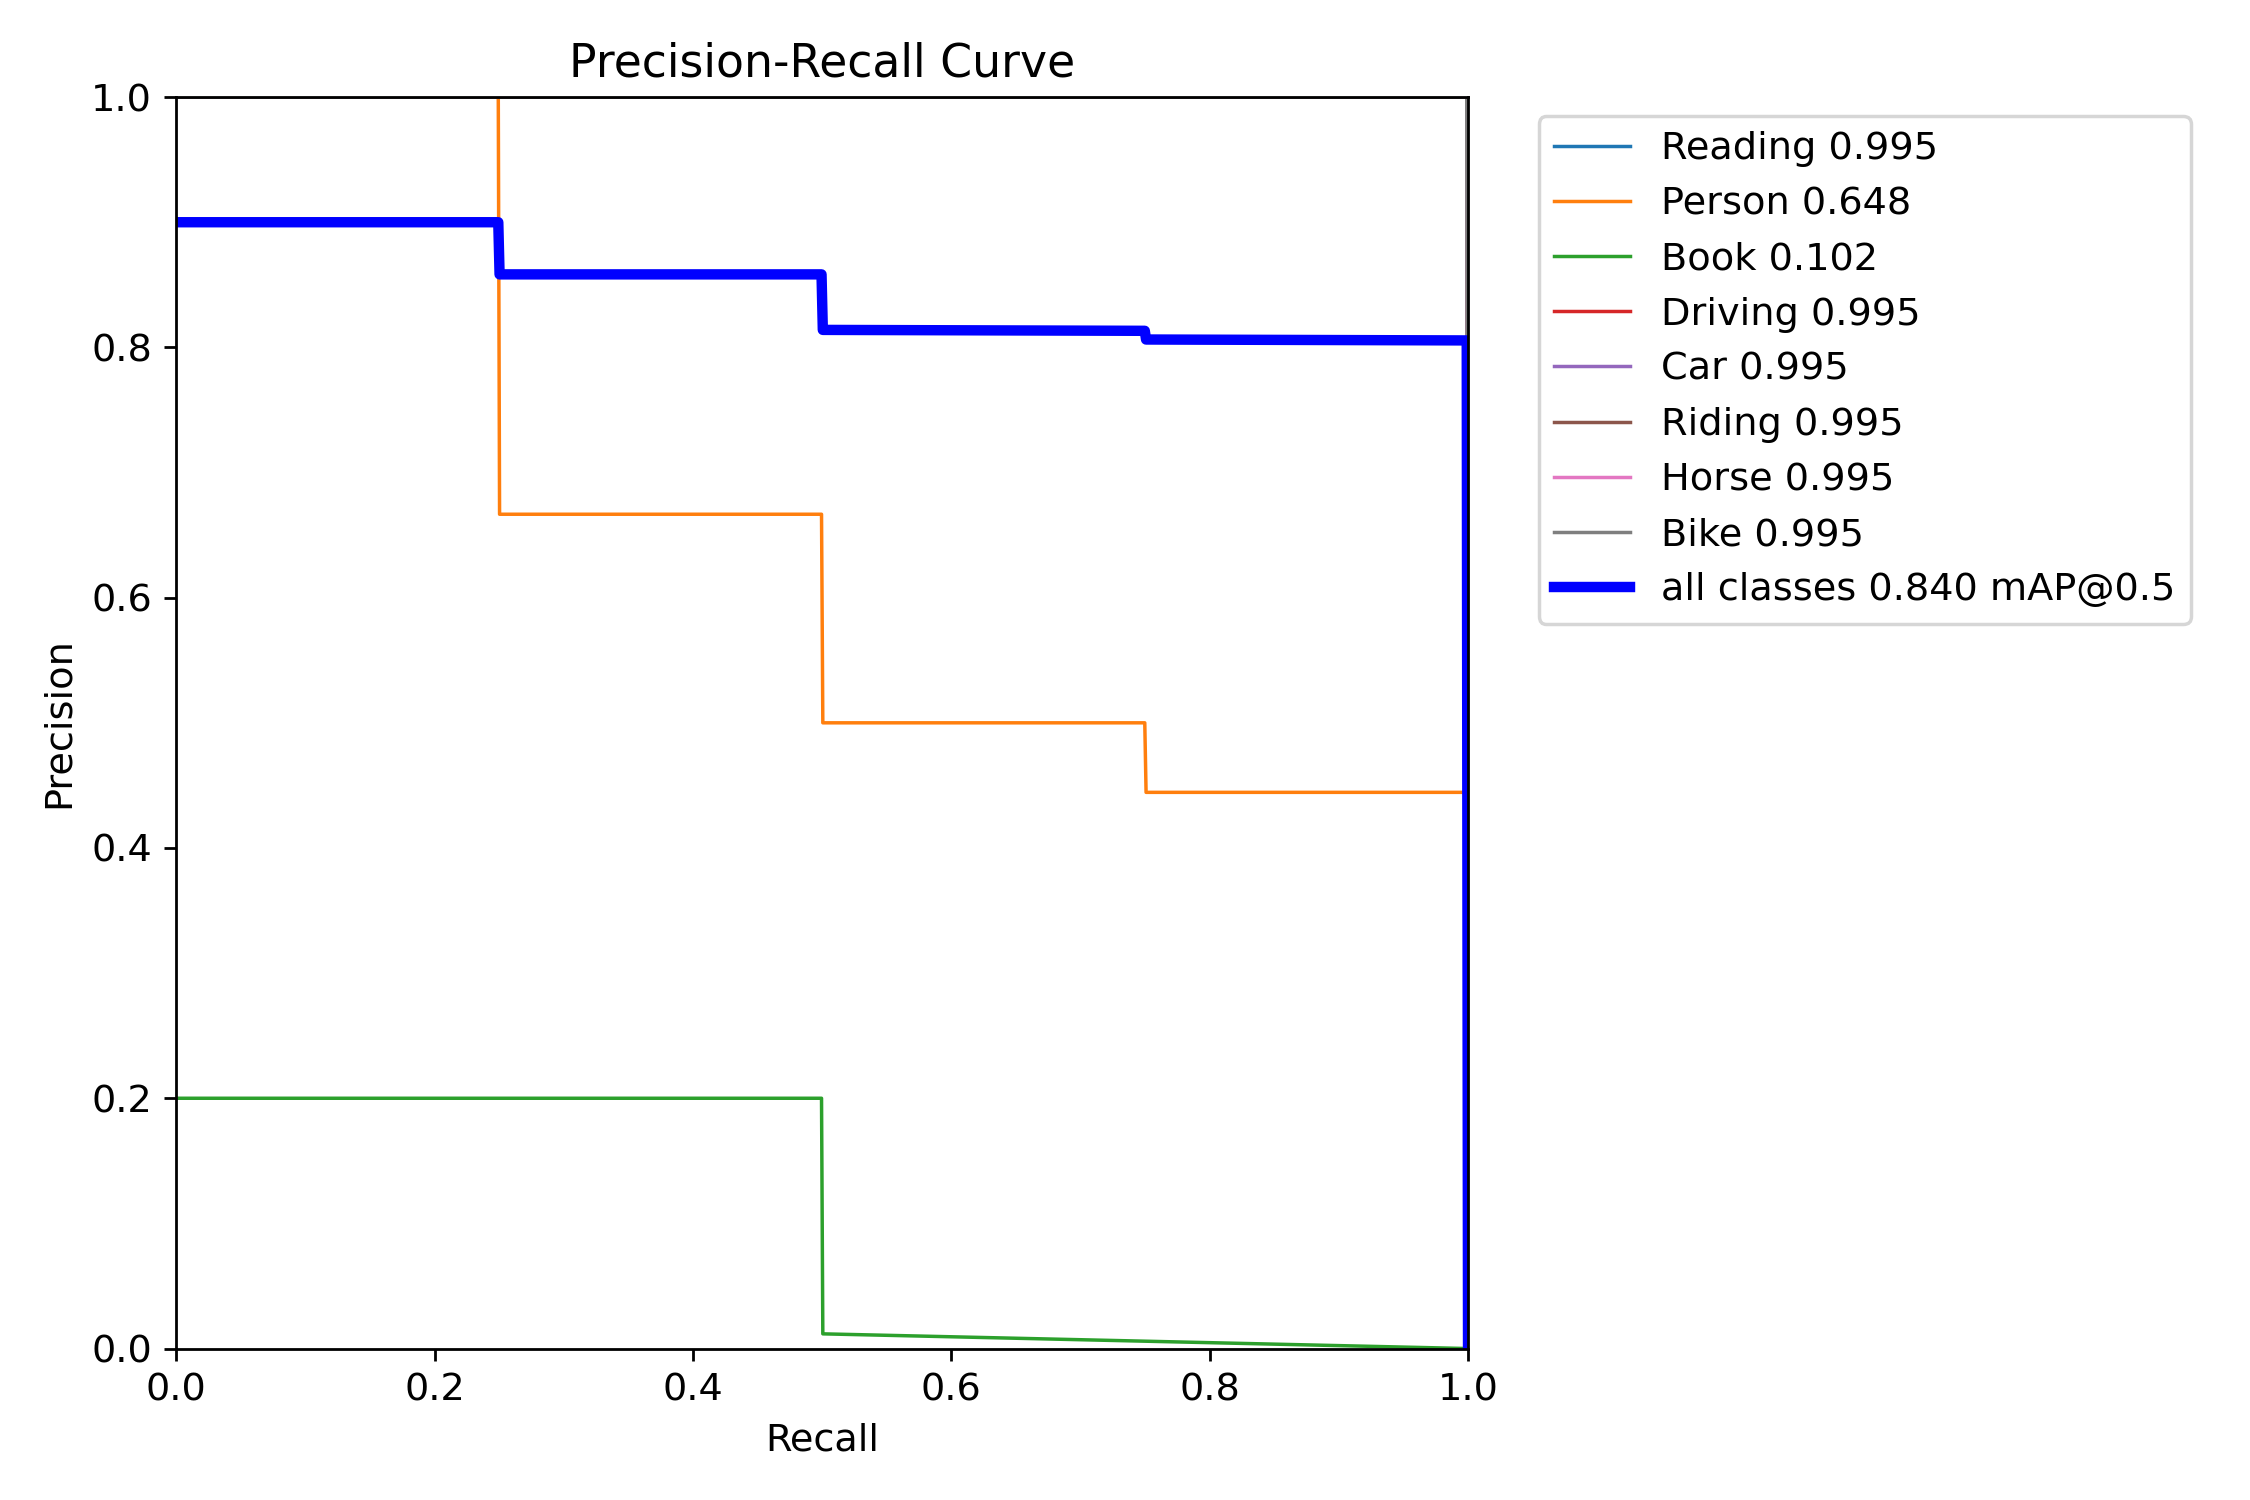 Precision-Recall Curve
1.0
0.8
0.6
0.4
0.2
0.0
Precision
0.0 0.2 0.4 0.6 0.8 1.0
Recall
Reading 0.995
Person 0.648
Book 0.102
Driving 0.995
Car 0.995
Riding 0.995
Horse 0.995
Bike 0.995
all classes 0.840 mAP@0.5